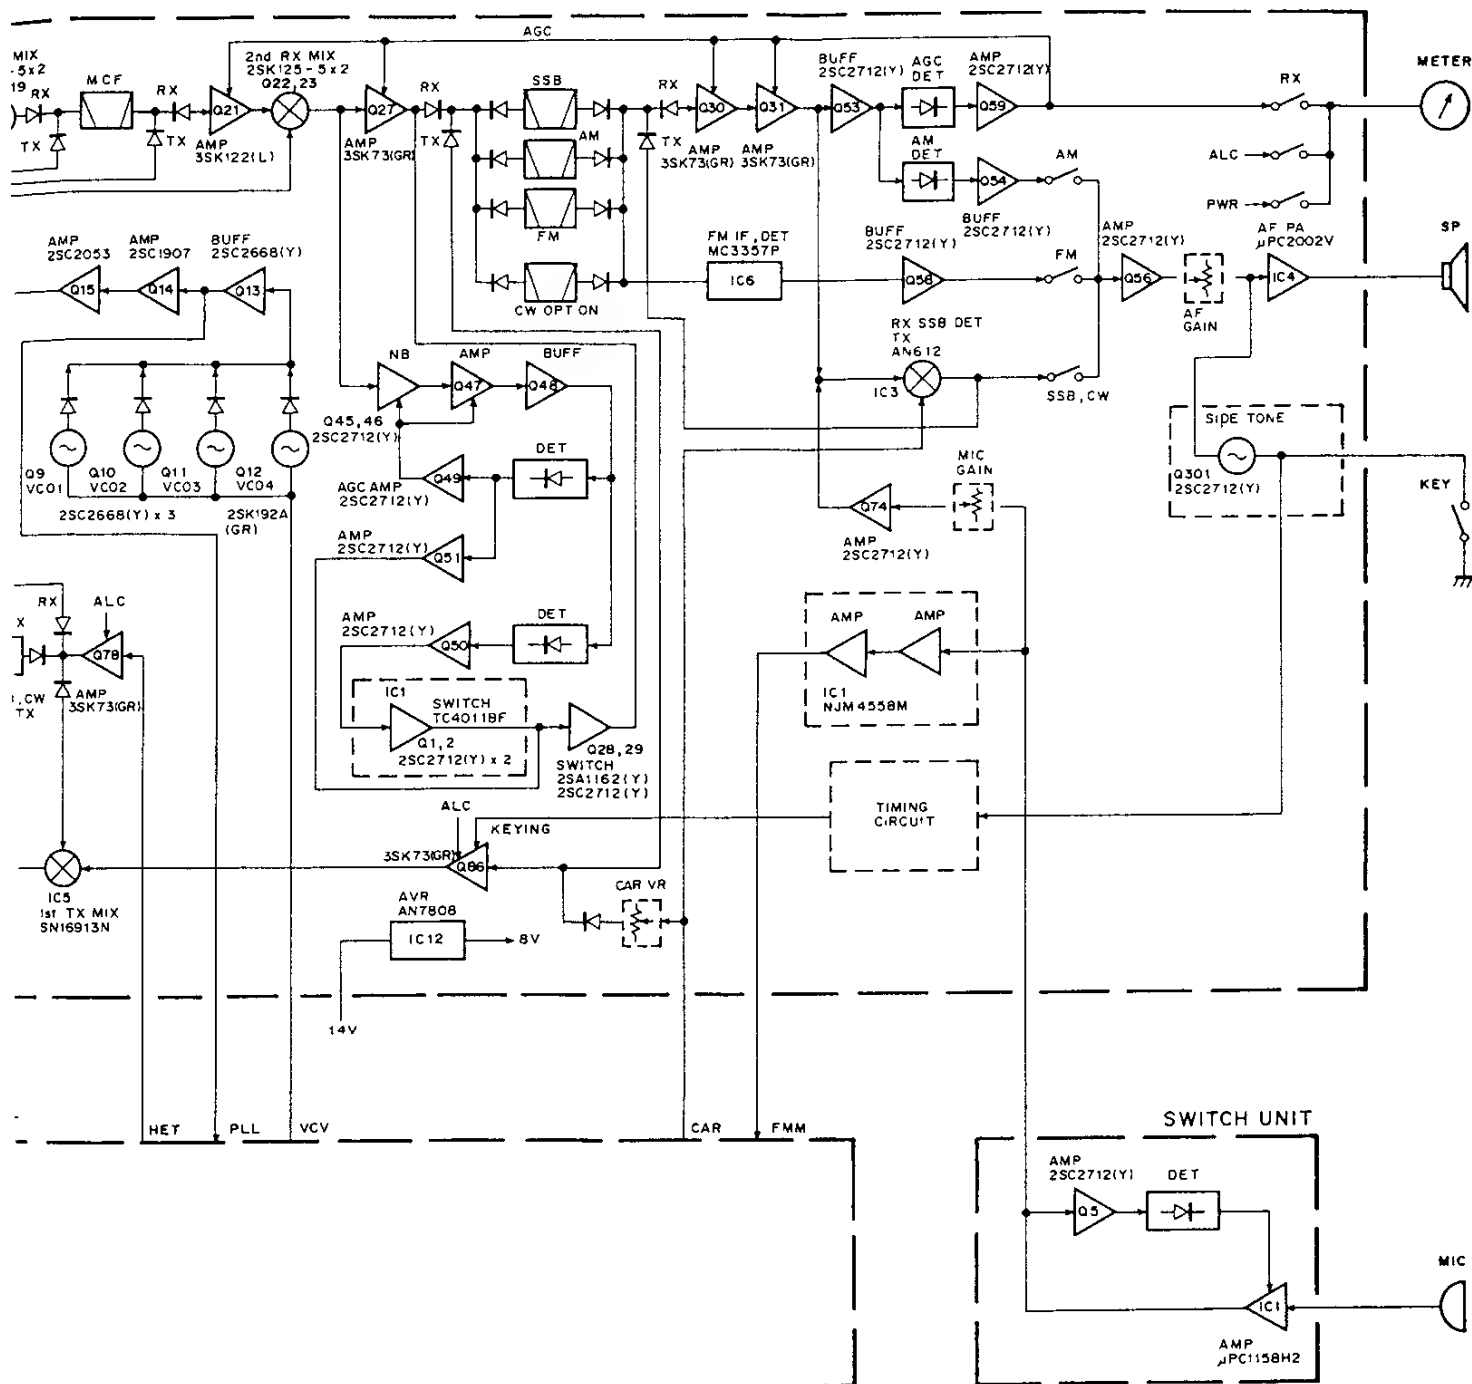 AGC
MIX
-5x2
19
RX
MCF
RX
2nd RX MIX
2SK125-5x2
Q22,23
Q21
AMP
3SK122(L)
TX
TX
Q27
AMP
3SK73(GR)
RX
TX
SSB
AM
FM
CW OPT ON
RX
TX
Q30
AMP
3SK73(GR)
Q31
AMP
3SK73(GR)
BUFF
2SC2712(Y)
Q53
AGC
DET
AMP
2SC2712(Y)
Q59
AM
DET
Q54
BUFF
2SC2712(Y)
AM
RX
ALC
PWR
METER
AMP
2SC2053
Q15
AMP
2SC1907
Q14
BUFF
2SC2668(Y)
Q13
FM IF, DET
MC3357P
IC6
BUFF
2SC2712(Y)
Q58
FM
AMP
2SC2712(Y)
Q56
AF
GAIN
AF PA
μPC2002V
IC4
SP
RX SSB DET
TX
AN612
IC3
SSB, CW
NB
Q45,46
2SC2712(Y)
AMP
Q47
BUFF
Q48
Q9
VCO1
Q10
VCO2
Q11
VCO3
Q12
VCO4
2SC2668(Y) x 3
2SK192A
(GR)
DET
Q49
AGC AMP
2SC2712(Y)
AMP
2SC2712(Y)
Q51
MIC
GAIN
Q74
AMP
2SC2712(Y)
SIDE TONE
Q301
2SC2712(Y)
KEY
RX
ALC
X
Q78
AMP
3SK73(GR)
, CW
TX
AMP
2SC2712(Y)
Q50
DET
IC1
SWITCH
TC4011BF
Q1,2
2SC2712(Y) x 2
Q28,29
SWITCH
2SA1162(Y)
2SC2712(Y)
AMP
AMP
IC1
NJM4558M
TIMING
CIRCUIT
ALC
KEYING
3SK73(GR)
Q86
IC5
1st TX MIX
SN16913N
CAR VR
AVR
AN7808
IC12
8V
14V
HET
PLL
VCV
CAR
FMM
SWITCH UNIT
AMP
2SC2712(Y)
Q5
DET
IC1
AMP
μPC1158H2
MIC